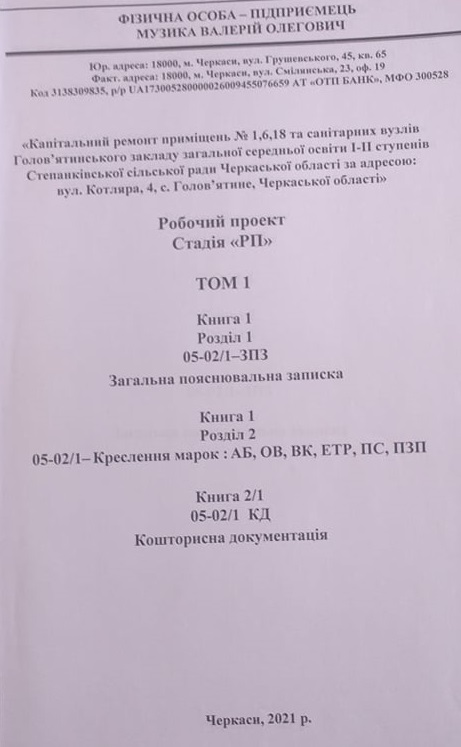 ФІЗИЧНА ОСОБА – ПІДПРИЄМЕЦЬ
МУЗИКА ВАЛЕРІЙ ОЛЕГОВИЧ
Юр. адреса: 18000, м. Черкаси, вул. Грушевського, 45, кв. 65
Факт. адреса: 18000, м. Черкаси, вул. Смілянська, 23, оф. 19
Код 3138309835, р/р UA173005280000026009455076659 АТ «ОТП БАНК», МФО 300528
«Капітальний ремонт приміщень № 1,6,18 та санітарних вузлів
Голов’ятинського закладу загальної середньої освіти І-ІІ ступенів
Степанківської сільської ради Черкаської області за адресою:
вул. Котляра, 4, с. Голов’ятине, Черкаської області»
Робочий проект
Стадія «РП»
ТОМ 1
Книга 1
Розділ 1
05-02/1–ЗПЗ
Загальна пояснювальна записка
Книга 1
Розділ 2
05-02/1– Креслення марок : АБ, ОВ, ВК, ЕТР, ПС, ПЗП
Книга 2/1
05-02/1 КД
Кошторисна документація
Черкаси, 2021 р.